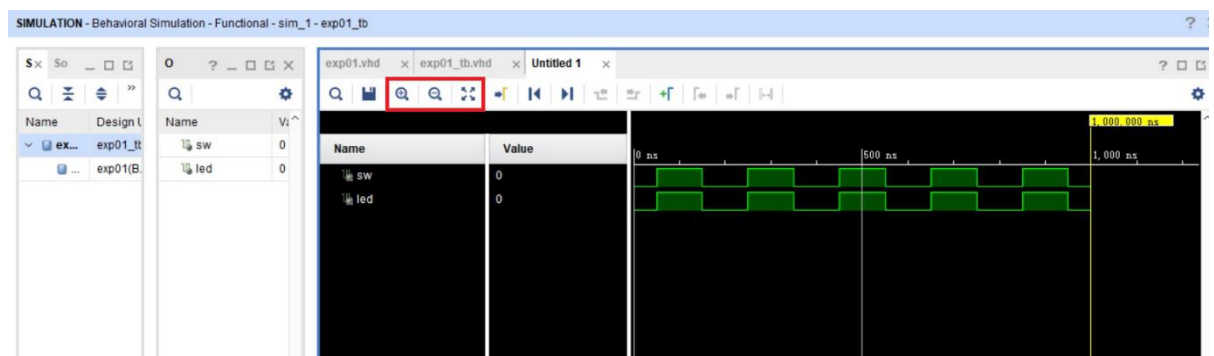 SIMULATION - Behavioral Simulation - Functional - sim_1 - exp01_tb ?
S So
O ?
exp01.vhd exp01_tb.vhd Untitled 1 ?
»
Name Design U
ex... exp01_tt
... exp01(B.
Name
sw 0
led 0
1,000.000 ns
Name Value
0 ns 500 ns 1,000 ns
sw 0
led 0